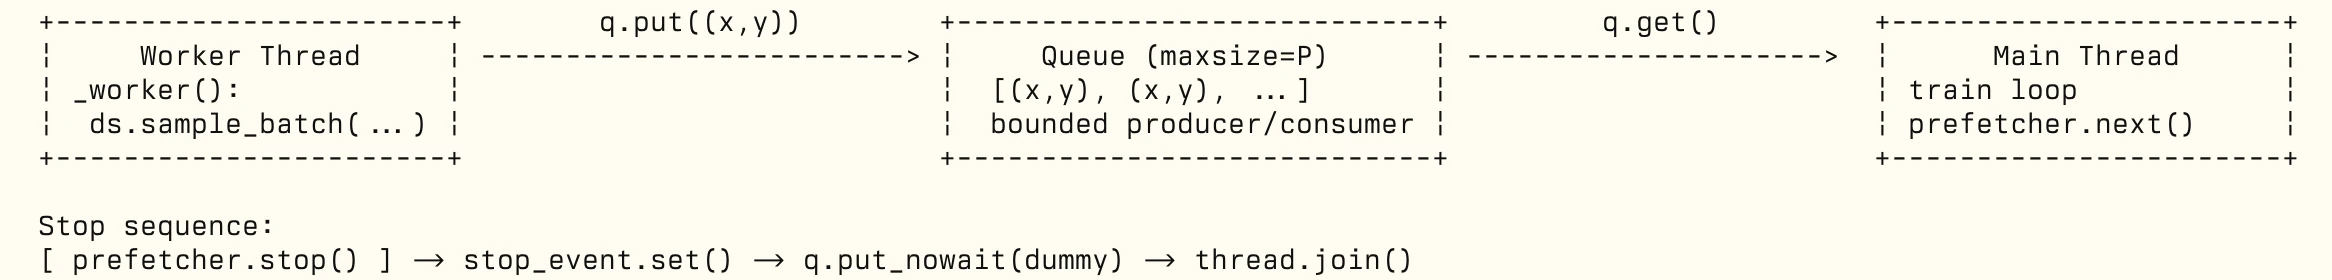 +-----------------------+        q.put((x,y))        +----------------------------+         q.get()         +-----------------------+
¦     Worker Thread     ¦ -------------------------> ¦     Queue (maxsize=P)      ¦ ---------------------> ¦      Main Thread      ¦
¦ _worker():            ¦                            ¦  [(x,y), (x,y), ...]       ¦                        ¦ train loop            ¦
¦  ds.sample_batch(...) ¦                            ¦  bounded producer/consumer ¦                        ¦ prefetcher.next()     ¦
+-----------------------+                            +----------------------------+                         +-----------------------+
Stop sequence:
[ prefetcher.stop() ] → stop_event.set() → q.put_nowait(dummy) → thread.join()